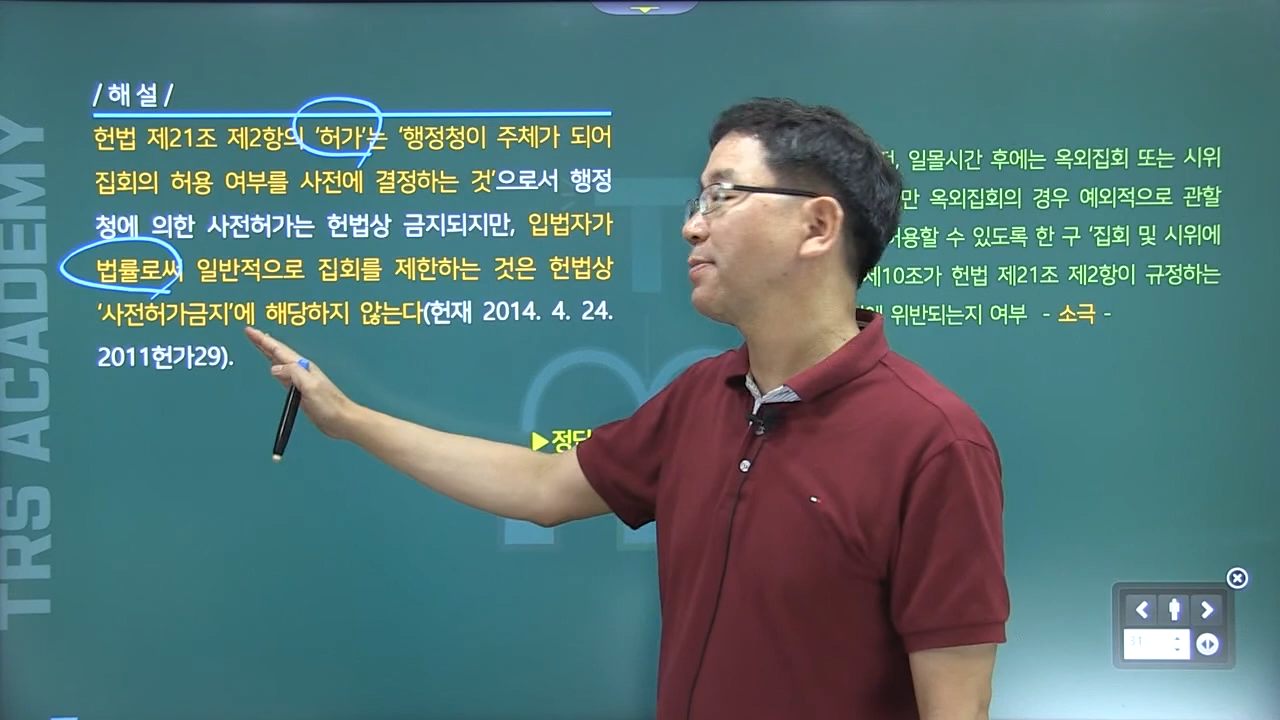 / 해 설 /
헌법 제21조 제2항의 '허가'는 '행정청이 주체가 되어
집회의 허용 여부를 사전에 결정하는 것'으로서 행정
청에 의한 사전허가는 헌법상 금지되지만, 입법자가
법률로써 일반적으로 집회를 제한하는 것은 헌법상
'사전허가금지'에 해당하지 않는다(헌재 2014. 4. 24.
2011헌가29).
일몰시간 후에는 옥외집회 또는 시위
옥외집회의 경우 예외적으로 관할
허용할 수 있도록 한 구 '집회 및 시위에
제10조가 헌법 제21조 제2항이 규정하는
위반되는지 여부 - 소극 -
▶정답
TRS ACADEMY
31